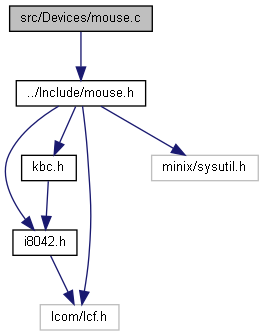 src/Devices/mouse.c
../Include/mouse.h
kbc.h
minix/sysutil.h
i8042.h
lcom/lcf.h